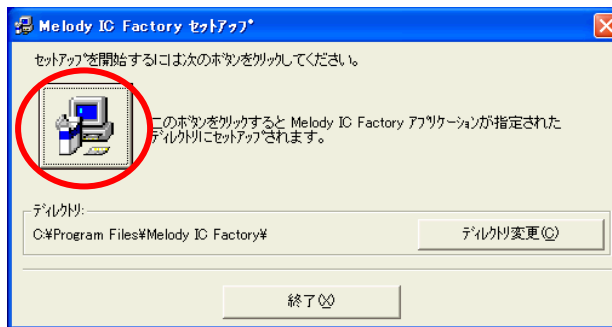 Melody IC Factory ｾｯﾄｱｯﾌﾟ
ｾｯﾄｱｯﾌﾟを開始するには次のﾎﾞﾀﾝをｸﾘｯｸしてください。
このﾎﾞﾀﾝをｸﾘｯｸすると Melody IC Factory ｱﾌﾟﾘｹｰｼｮﾝが指定された
ﾃﾞｨﾚｸﾄﾘにｾｯﾄｱｯﾌﾟされます。
ﾃﾞｨﾚｸﾄﾘ:
C:¥Program Files¥Melody IC Factory¥
ﾃﾞｨﾚｸﾄﾘ変更(C)
終了(X)